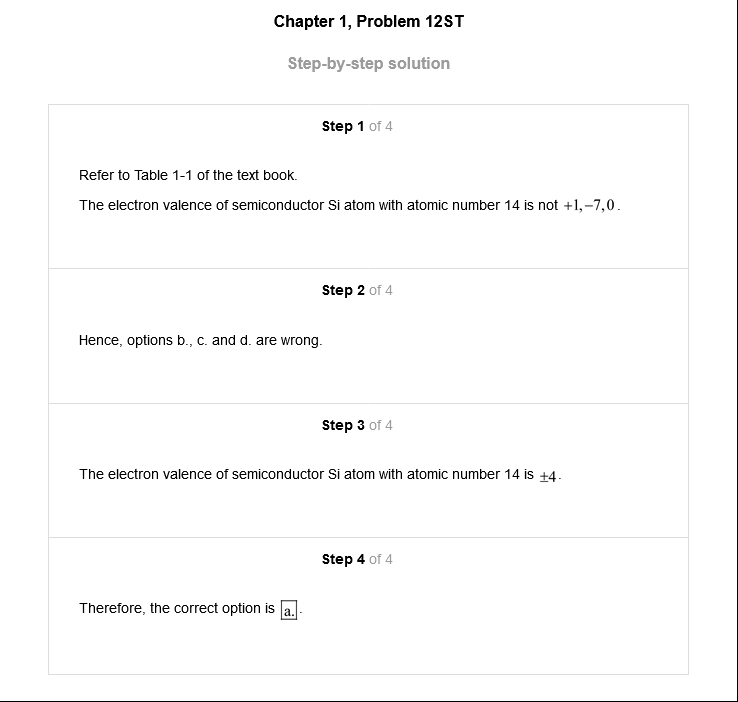 Chapter 1, Problem 12ST
Step-by-step solution
Step 1 of 4
Refer to Table 1-1 of the text book.
The electron valence of semiconductor Si atom with atomic number 14 is not +1,−7,0.
Step 2 of 4
Hence, options b., c. and d. are wrong.
Step 3 of 4
The electron valence of semiconductor Si atom with atomic number 14 is ±4.
Step 4 of 4
Therefore, the correct option is a..